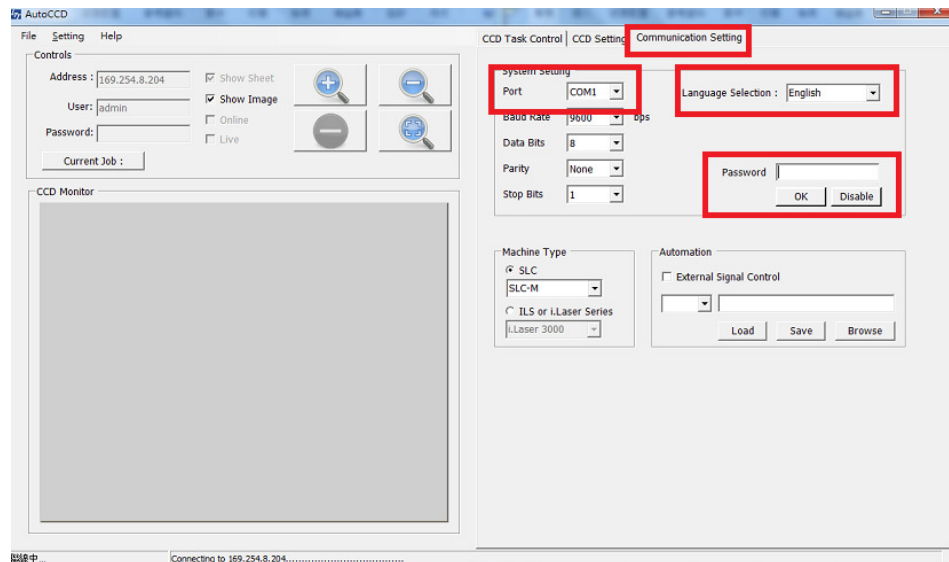 AutoCCD
File Setting Help
Controls
Address : 169.254.8.204
User: admin
Password:
Current Job :
Show Sheet
Show Image
Online
Live
CCD Monitor
CCD Task Control CCD Setting Communication Setting
System Setting
Port COM1
Baud Rate 9600 bps
Data Bits 8
Parity None
Stop Bits 1
Language Selection : English
Password
OK Disable
Machine Type
SLC
SLC-M
ILS or i.Laser Series
i.Laser 3000
Automation
External Signal Control
Load Save Browse
Connecting to 169.254.8.204......................................